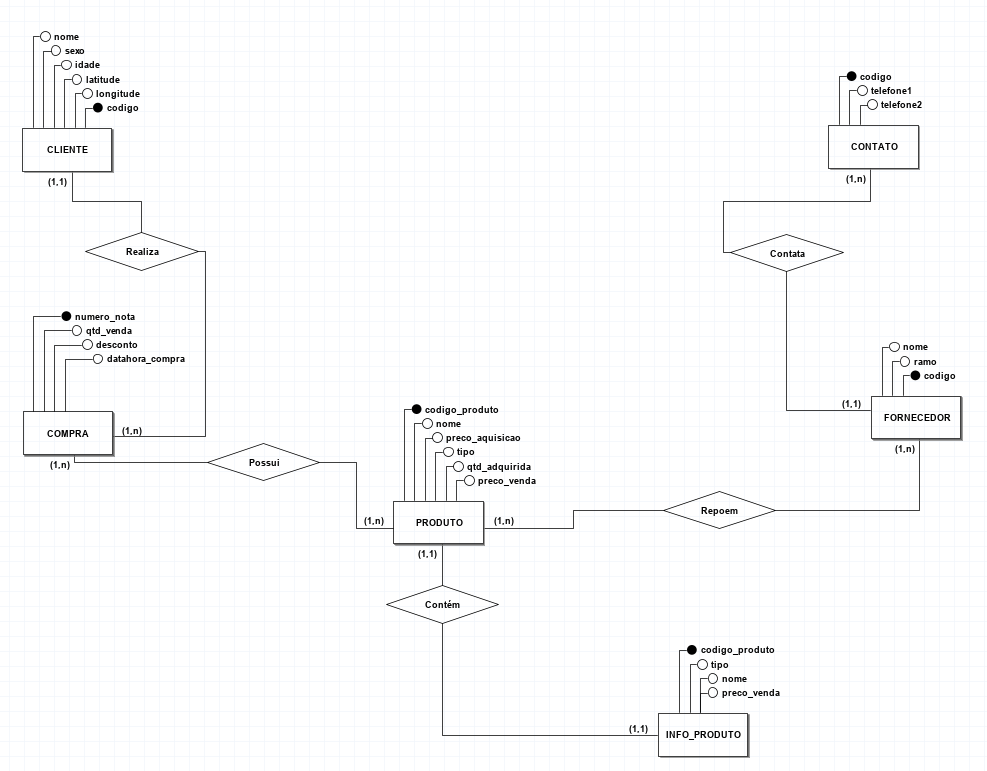 nome
sexo
idade
latitude
longitude
codigo
CLIENTE
(1,1)
Realiza
codigo
telefone1
telefone2
CONTATO
(1,n)
Contata
numero_nota
qtd_venda
desconto
datahora_compra
COMPRA
(1,n)
(1,n)
Possui
codigo_produto
nome
preco_aquisicao
tipo
qtd_adquirida
preco_venda
(1,n)
PRODUTO
(1,n)
(1,1)
nome
ramo
codigo
(1,1)
FORNECEDOR
(1,n)
Repoem
Contém
codigo_produto
tipo
nome
preco_venda
(1,1)
INFO_PRODUTO